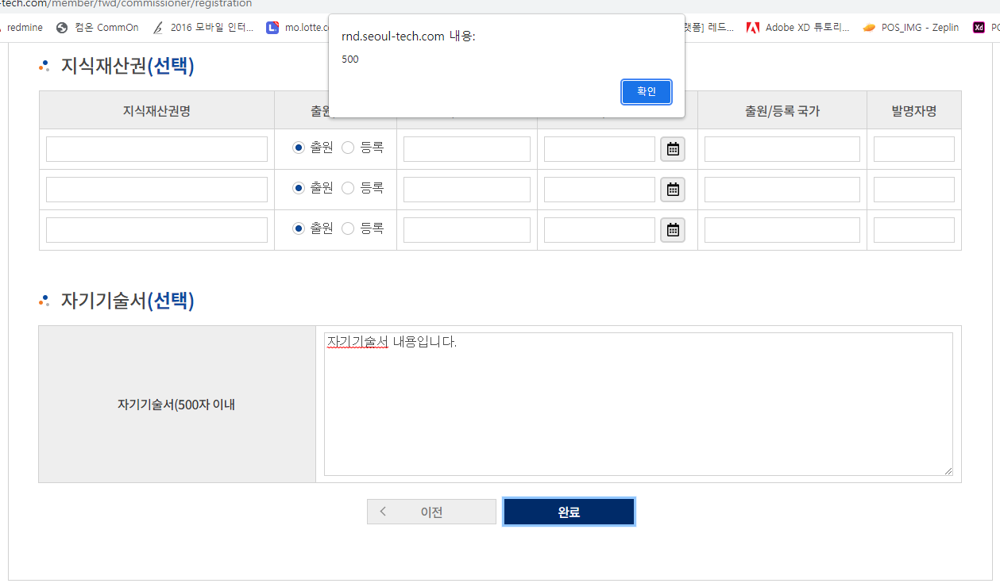 -tech.com/member/fwd/commissioner/registration
redmine 컴온 CommOn 2016 모바일 인터... mo.lotte.c 랫폼] 레드... Adobe XD 튜토리... POS_IMG - Zeplin Xd
rnd.seoul-tech.com 내용:
500
확인
지식재산권(선택)
지식재산권명 출원 출원/등록 국가 발명자명
출원 등록
출원 등록
출원 등록
자기기술서(선택)
자기기술서(500자 이내
자기기술서 내용입니다.
이전 완료